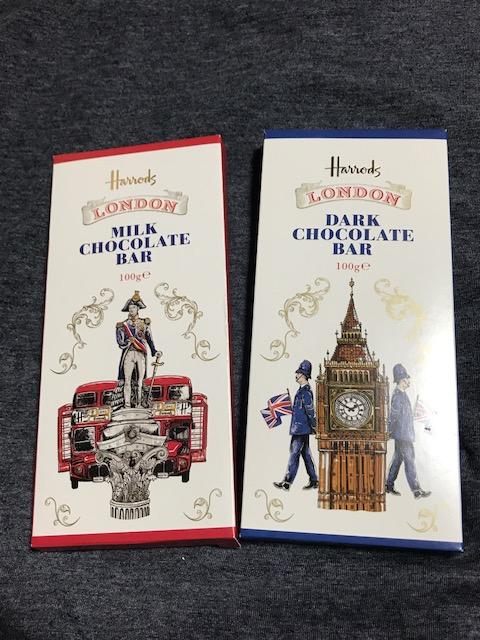 Harrods
LONDON
MILK
CHOCOLATE
BAR
100g℮
Harrods
LONDON
DARK
CHOCOLATE
BAR
100g℮